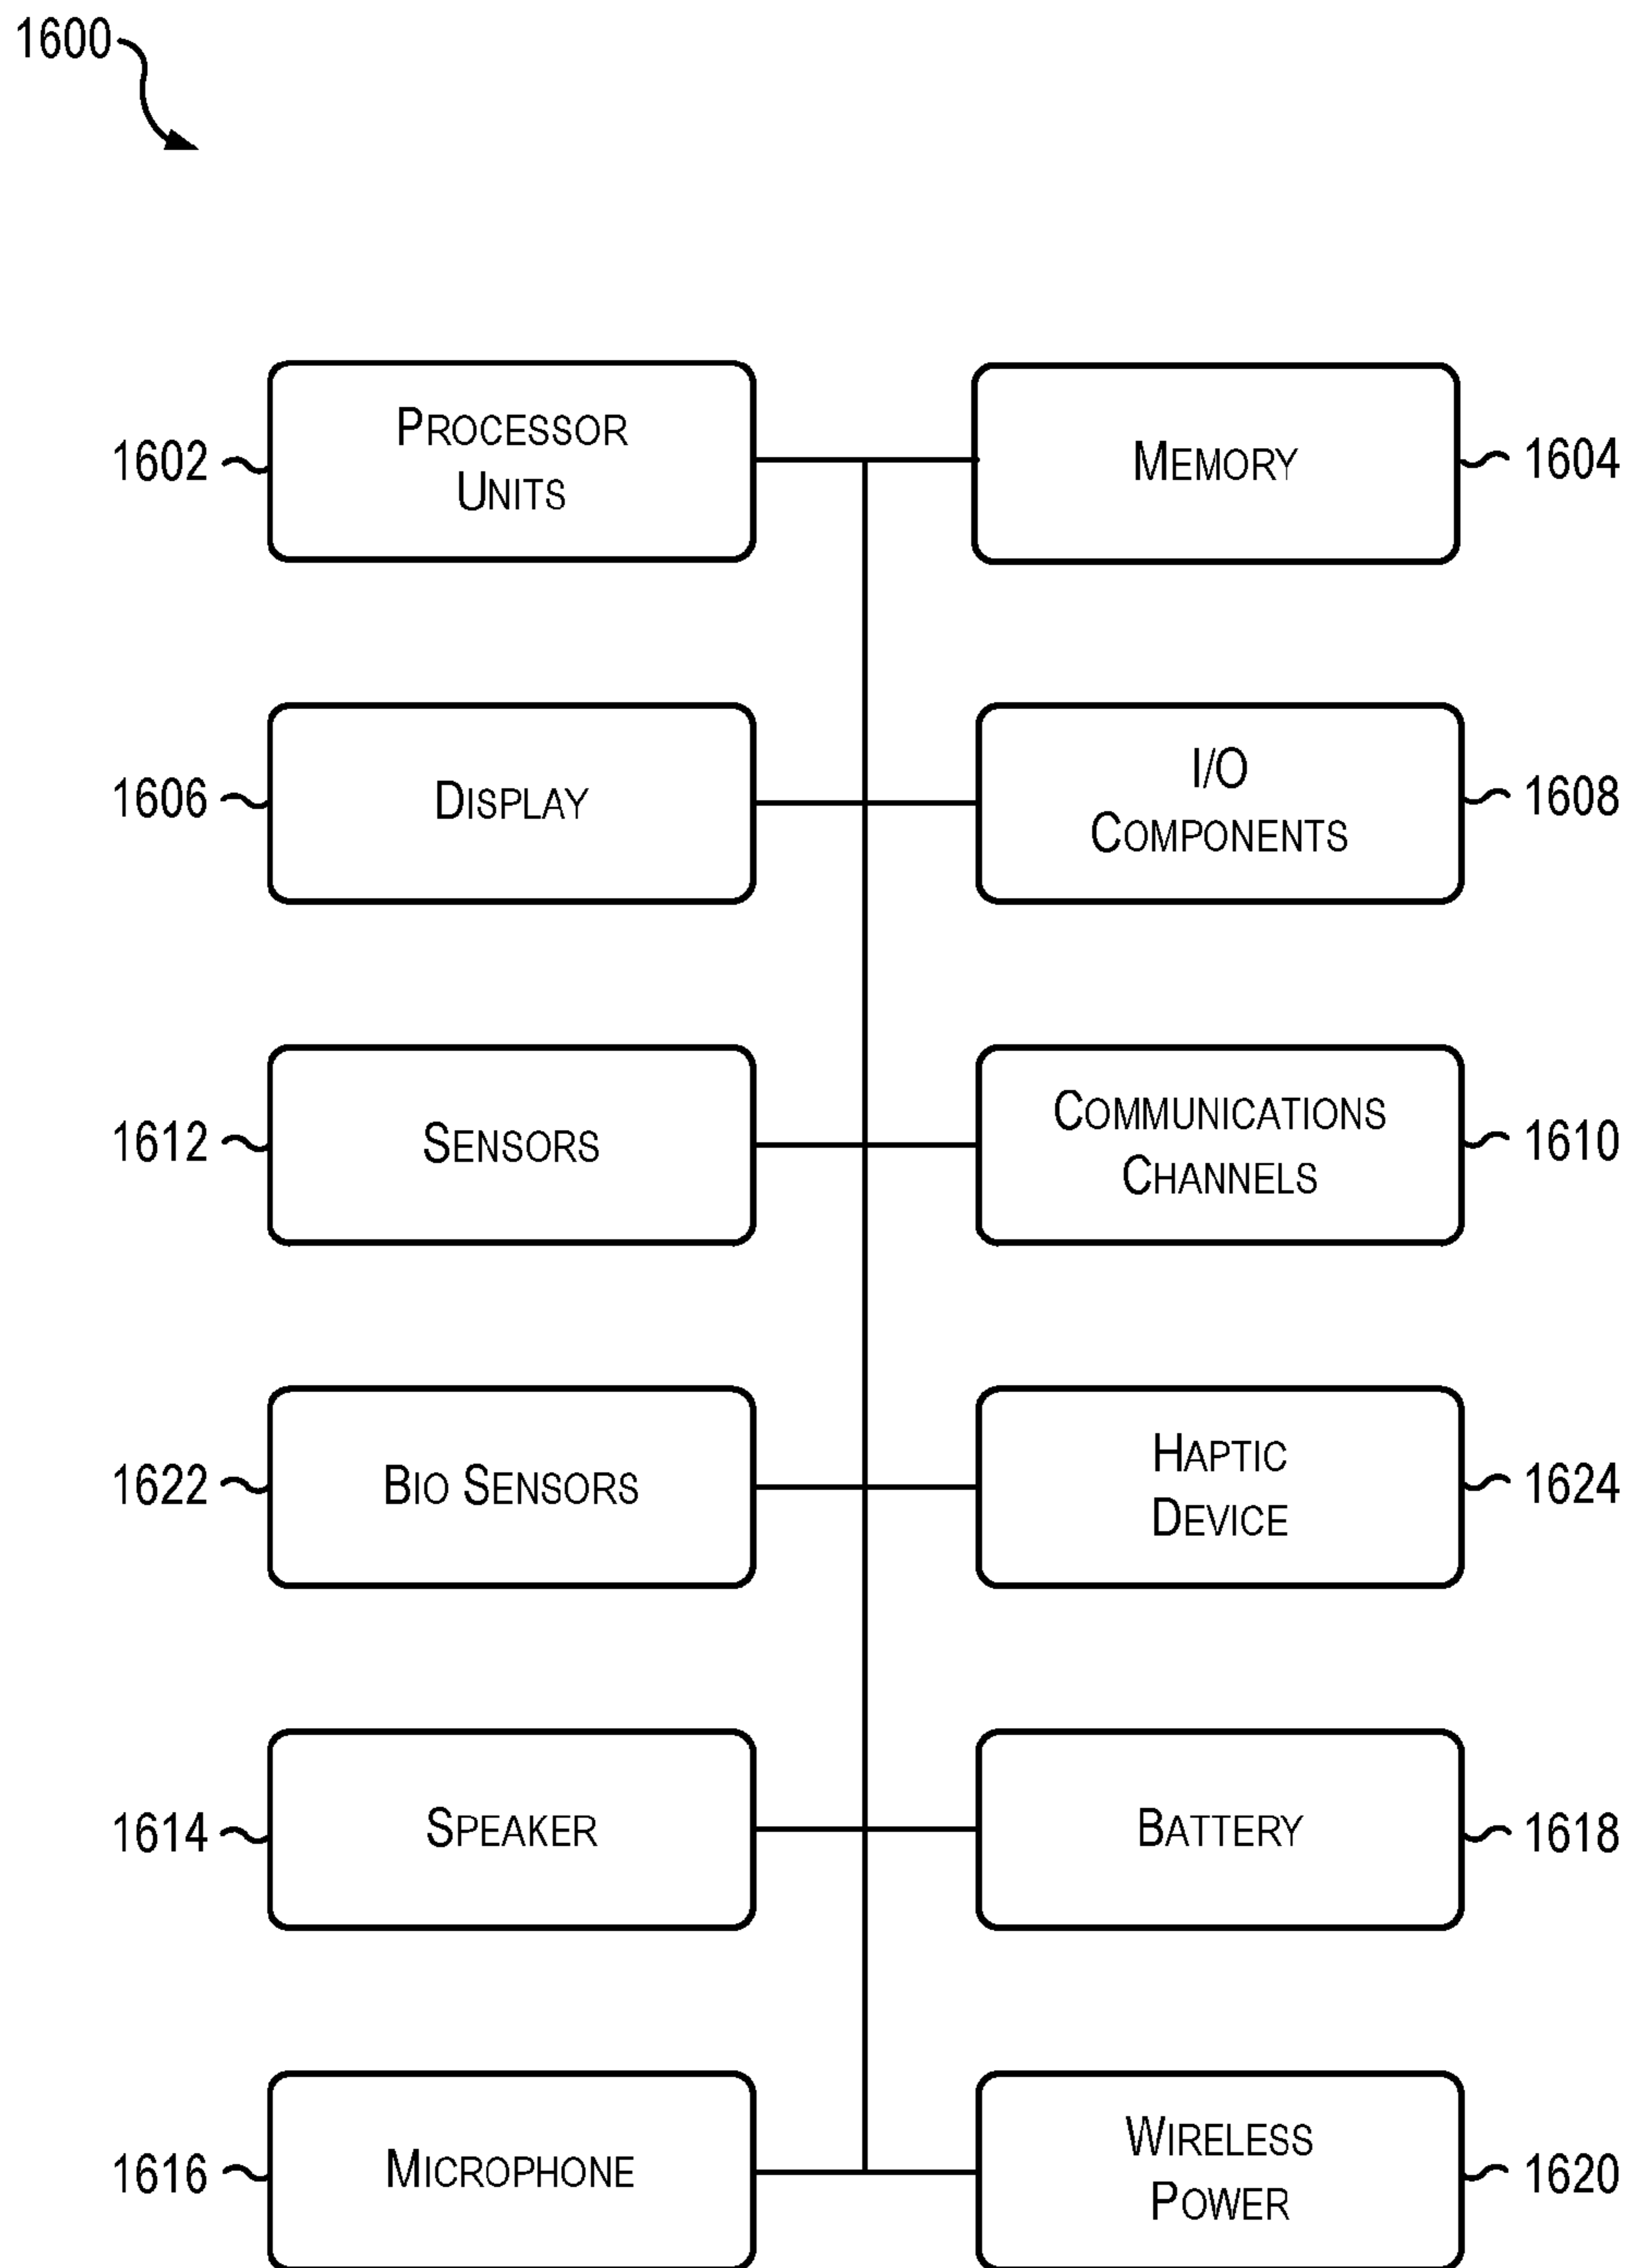 1600
1602
PROCESSOR
UNITS
MEMORY
1604
1606
DISPLAY
I/O
COMPONENTS
1608
1612
SENSORS
COMMUNICATIONS
CHANNELS
1610
1622
BIO SENSORS
HAPTIC
DEVICE
1624
1614
SPEAKER
BATTERY
1618
1616
MICROPHONE
WIRELESS
POWER
1620